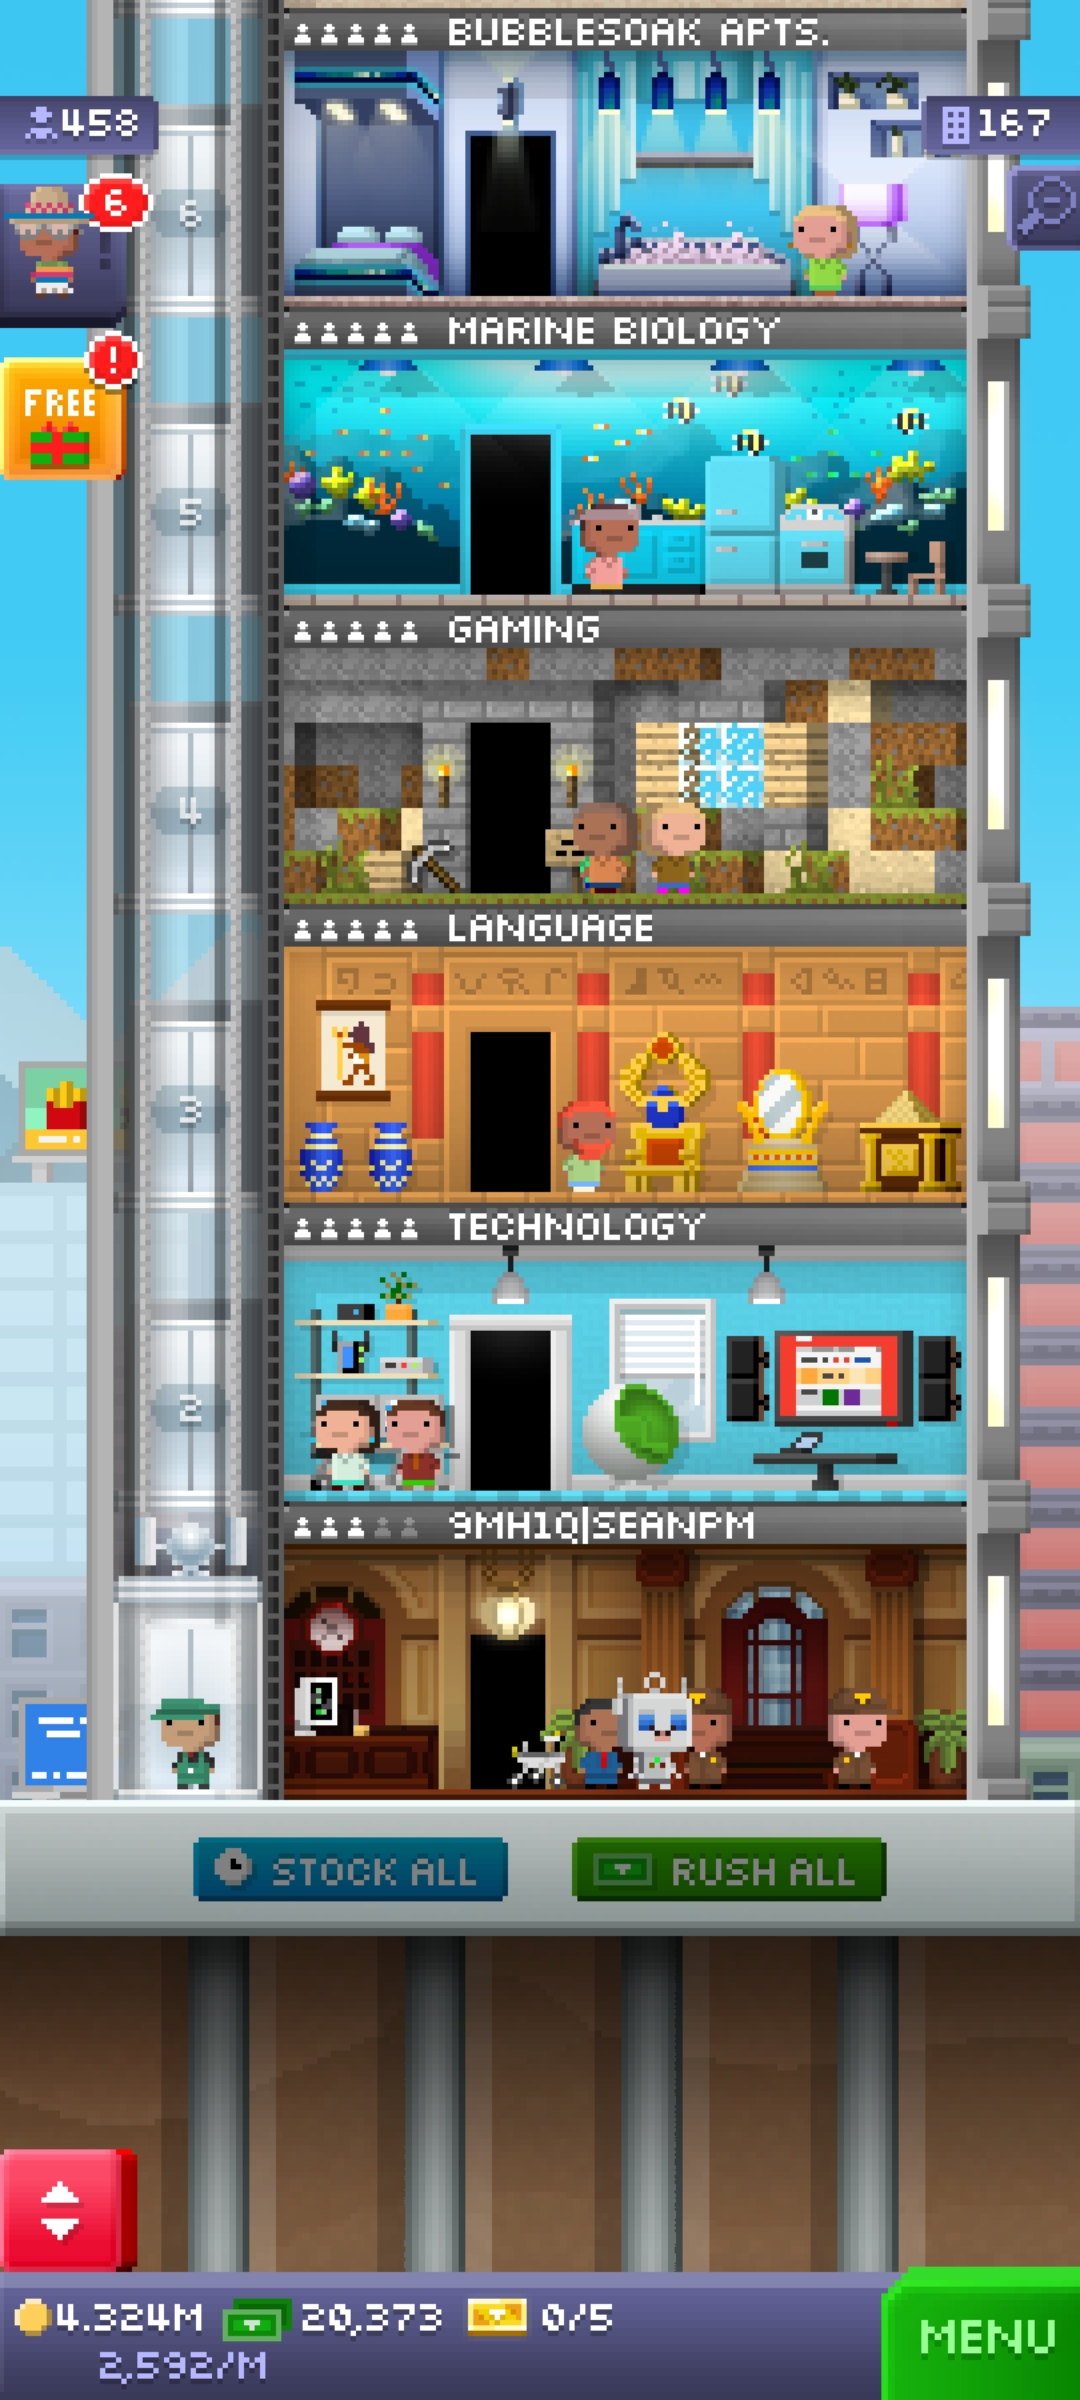 BUBBLESOAK APTS.
458
167
6
6
MARINE BIOLOGY
!
FREE
5
GAMING
4
LANGUAGE
3
TECHNOLOGY
2
9MH1Q|SEANPM
STOCK ALL
RUSH ALL
4.324M
20,373
0/5
MENU
2,592/M